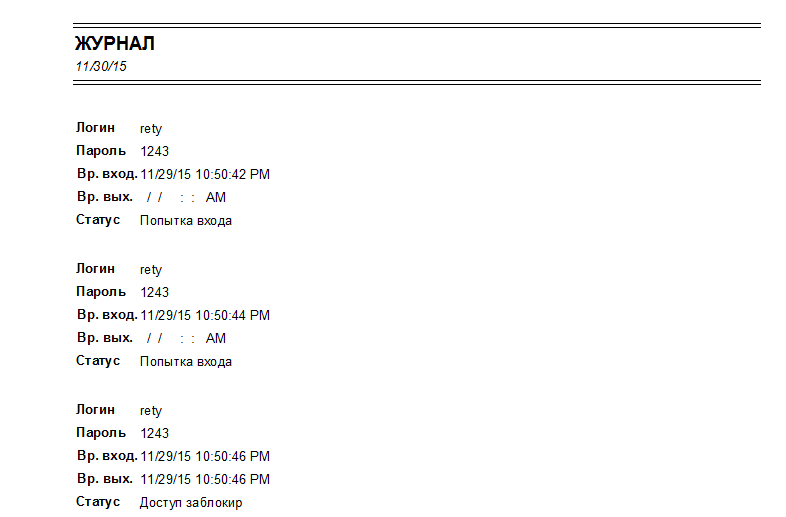 ЖУРНАЛ
11/30/15
Логин rety
Пароль 1243
Вр. вход. 11/29/15 10:50:42 PM
Вр. вых. / / : : AM
Статус Попытка входа
Логин rety
Пароль 1243
Вр. вход. 11/29/15 10:50:44 PM
Вр. вых. / / : : AM
Статус Попытка входа
Логин rety
Пароль 1243
Вр. вход. 11/29/15 10:50:46 PM
Вр. вых. 11/29/15 10:50:46 PM
Статус Доступ заблокир